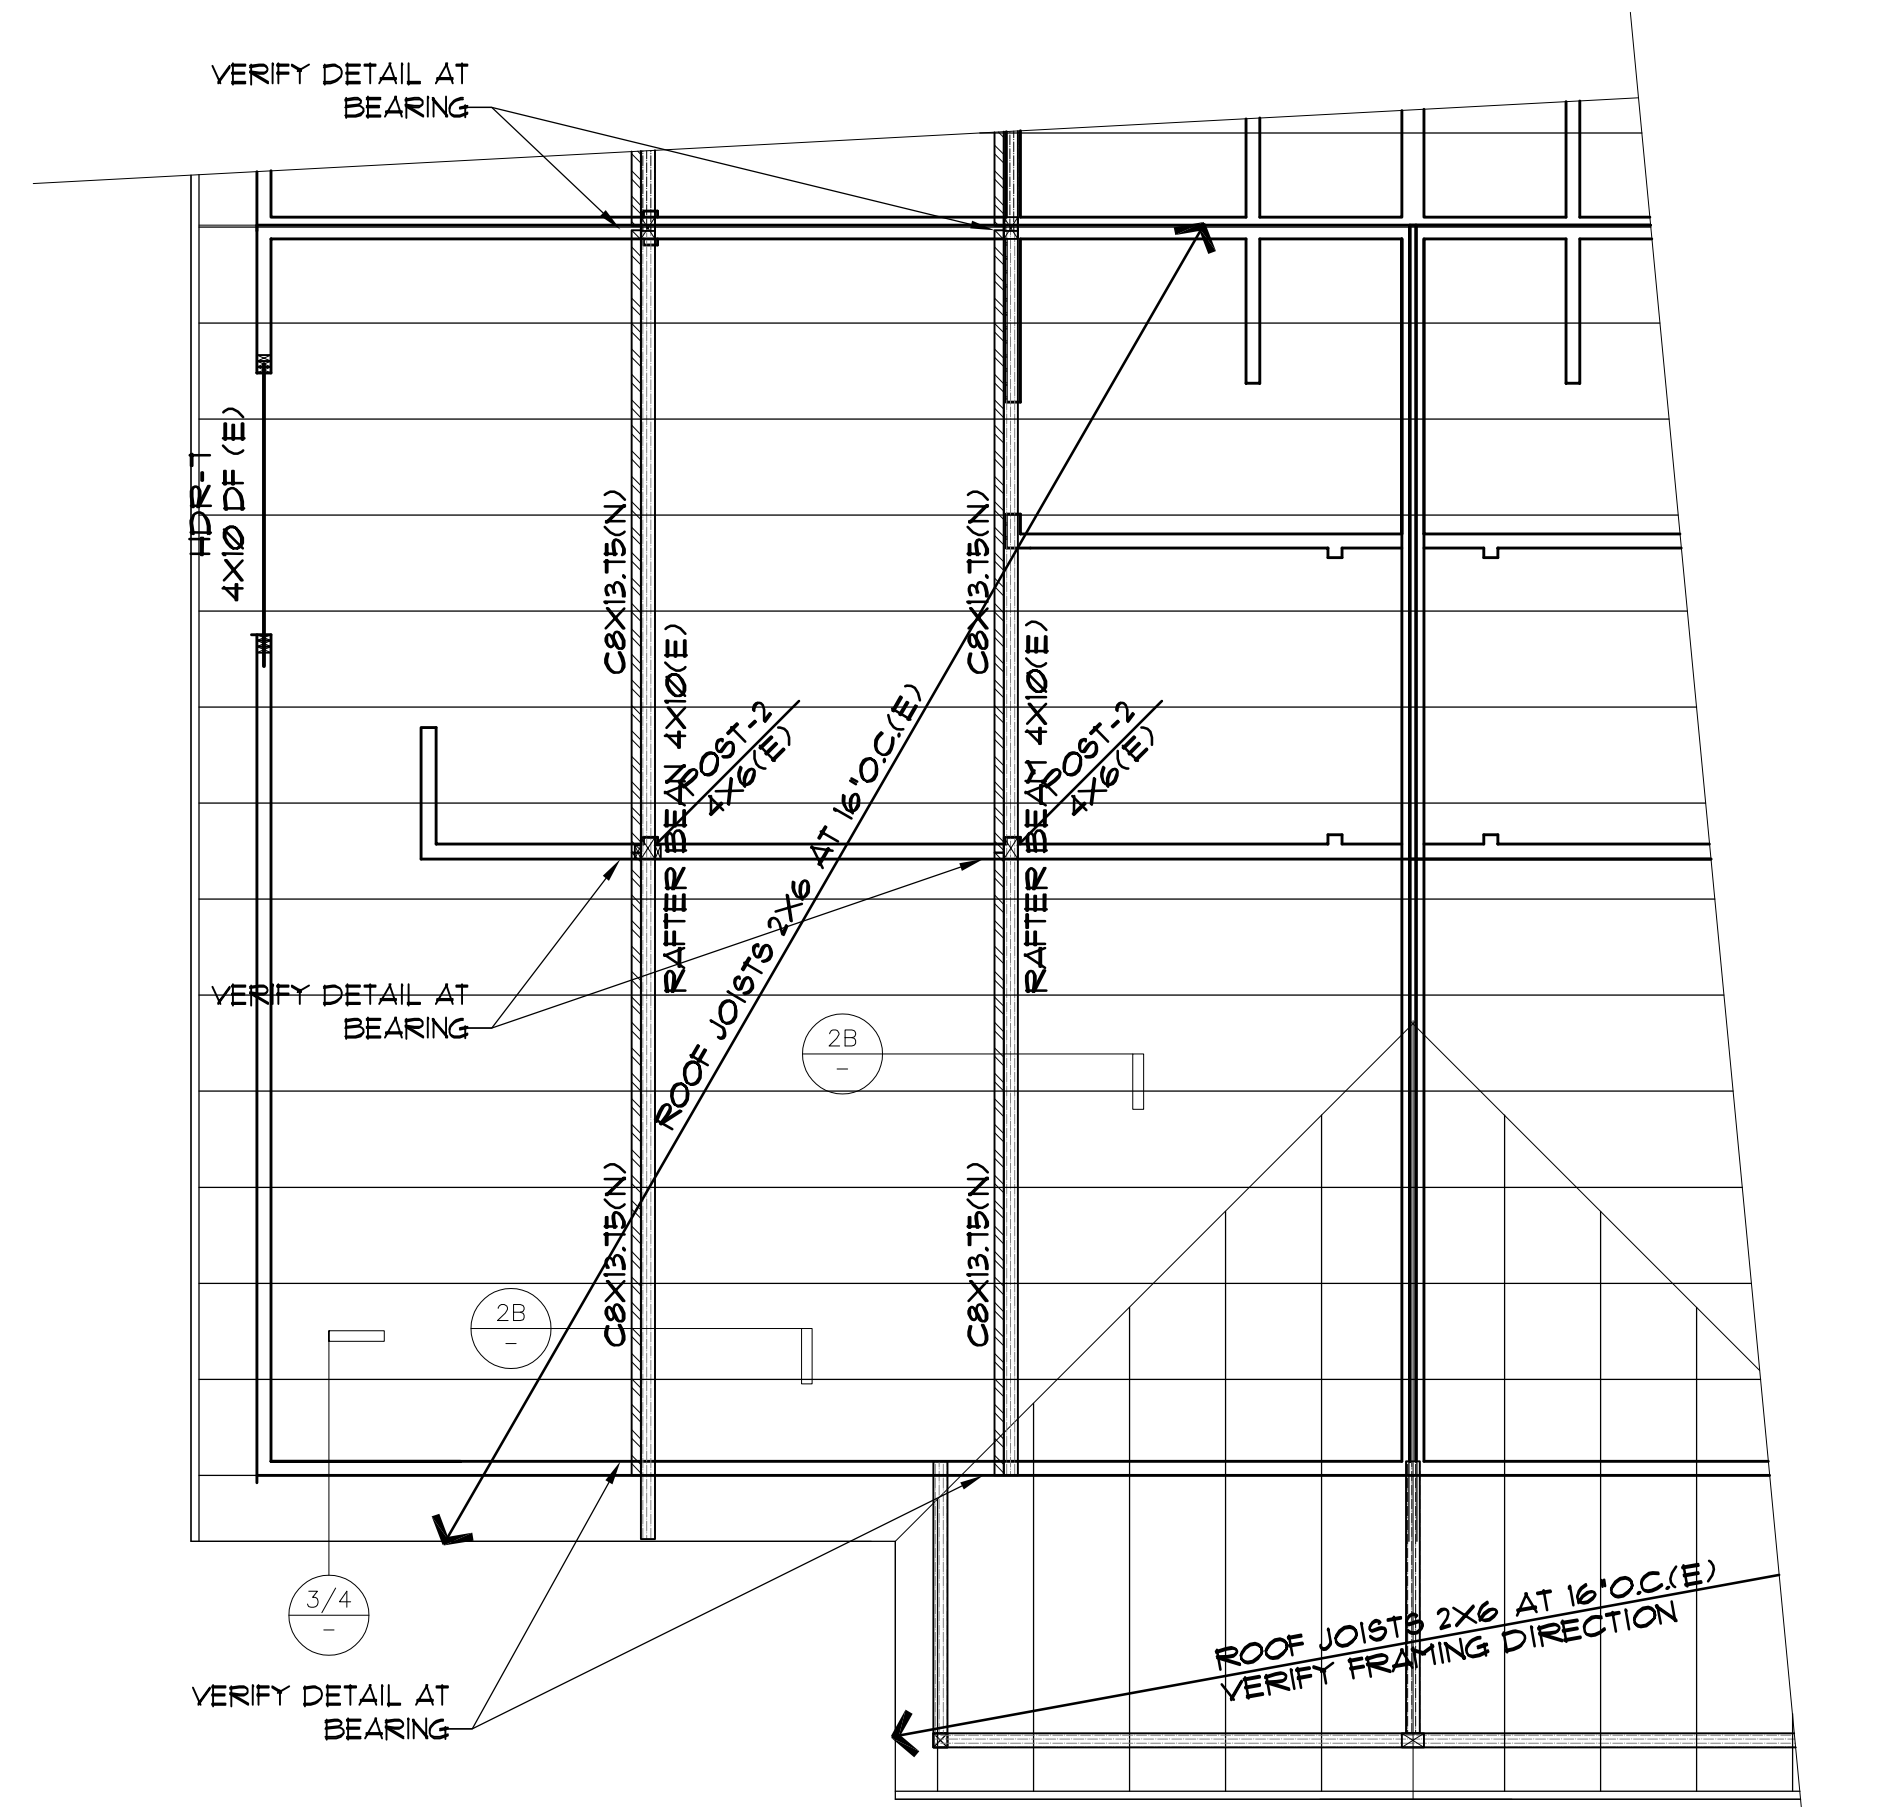 VERIFY DETAIL AT
BEARING
HDR-7
4X10 DF (E)
C8X13.75(N)
C8X13.75(N)
RAFTER BEAM 4X10(E)
POST-2
4X6(E)
RAFTER BEAM 4X10(E)
POST-2
4X6(E)
ROOF JOISTS 2X6 AT 16"O.C.(E)
VERIFY DETAIL AT
BEARING
2B
-
C8X13.75(N)
C8X13.75(N)
2B
-
3/4
-
VERIFY DETAIL AT
BEARING
ROOF JOISTS 2X6 AT 16"O.C.(E)
VERIFY FRAMING DIRECTION